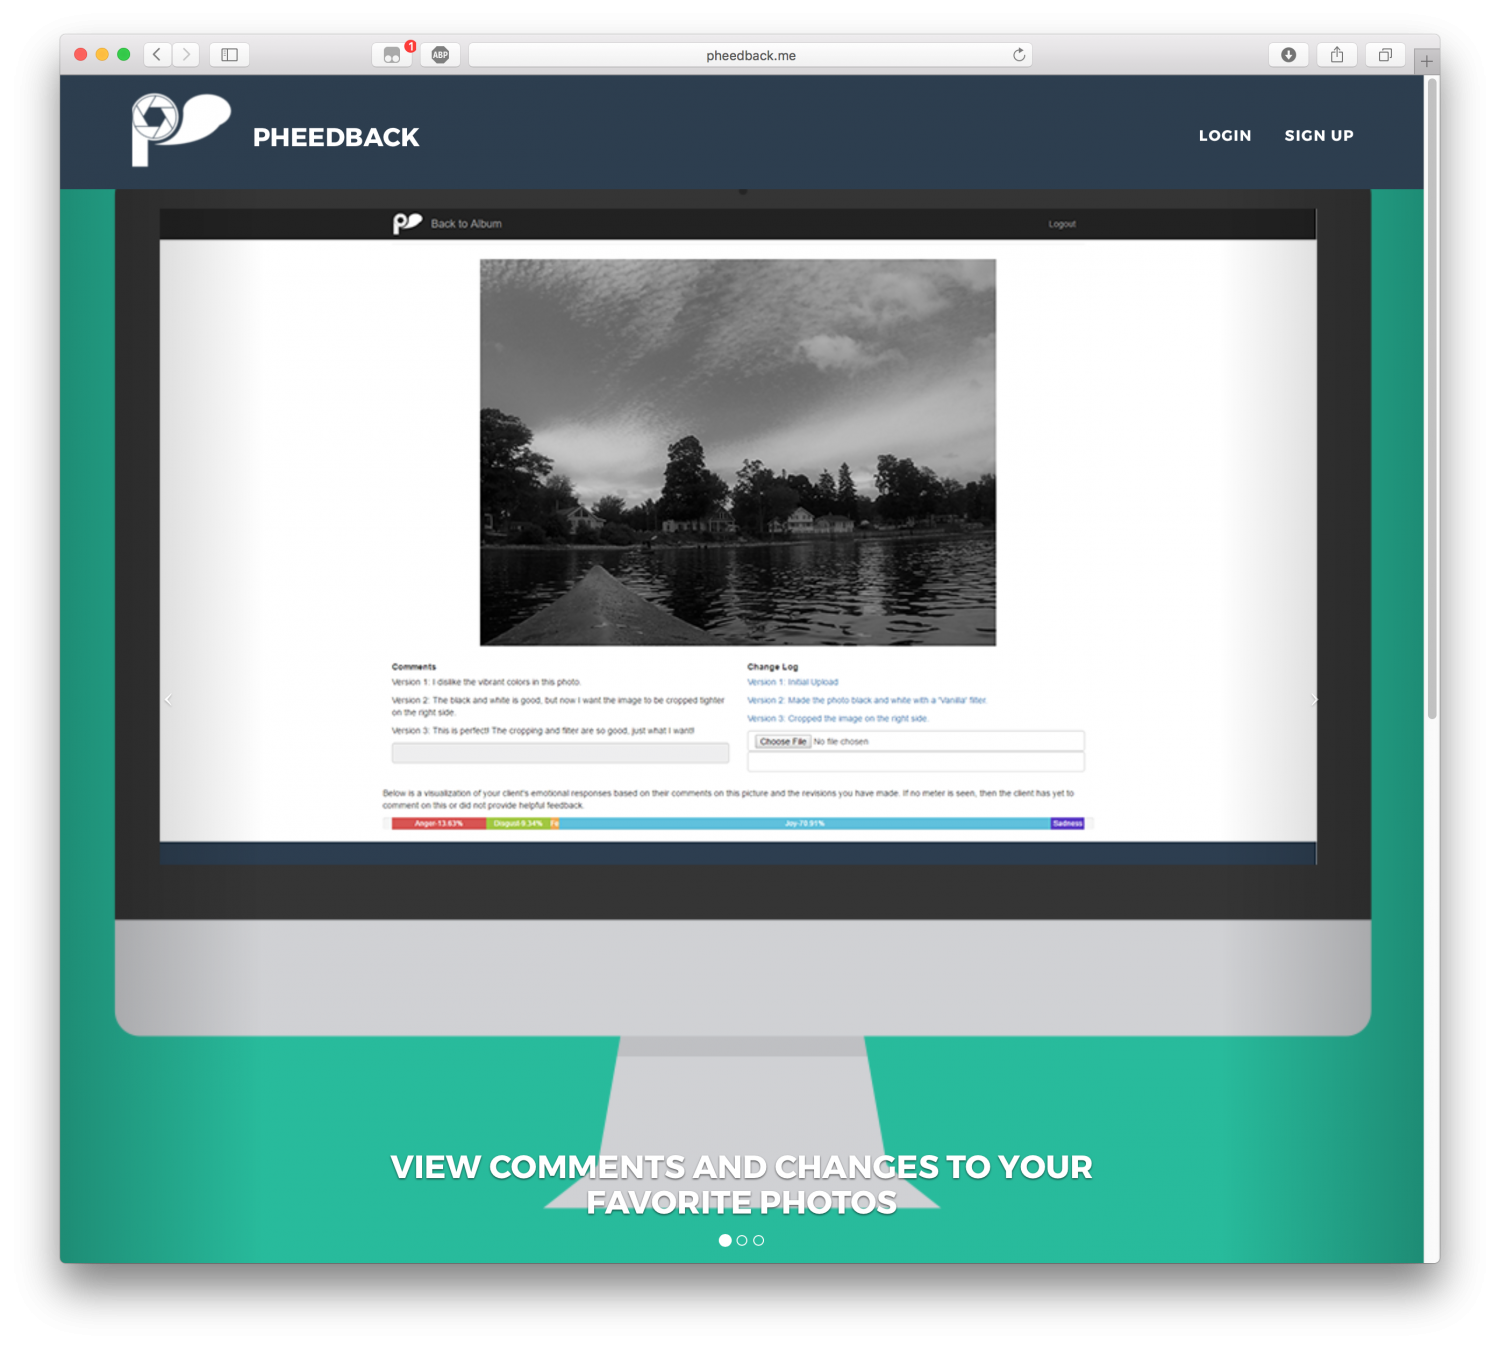 1
ABP
pheedback.me
PHEEDBACK
LOGIN
SIGN UP
Back to Album
Logout
Comments
Version 1: I dislike the vibrant colors in this photo.
Version 2: The black and white is good, but now I want the image to be cropped tighter
on the right side.
Version 3: This is perfect! The cropping and filter are so good, just what I want!
Change Log
Version 1: Initial Upload
Version 2: Made the photo black and white with a 'Vanilla' filter.
Version 3: Cropped the image on the right side.
Choose File No file chosen
Below is a visualization of your client's emotional responses based on their comments on this picture and the revisions you have made. If no meter is seen, then the client has yet to
comment on this or did not provide helpful feedback.
Anger-13.63%
Disgust-9.34%
Fe
Joy-70.91%
Sadness
VIEW COMMENTS AND CHANGES TO YOUR
FAVORITE PHOTOS